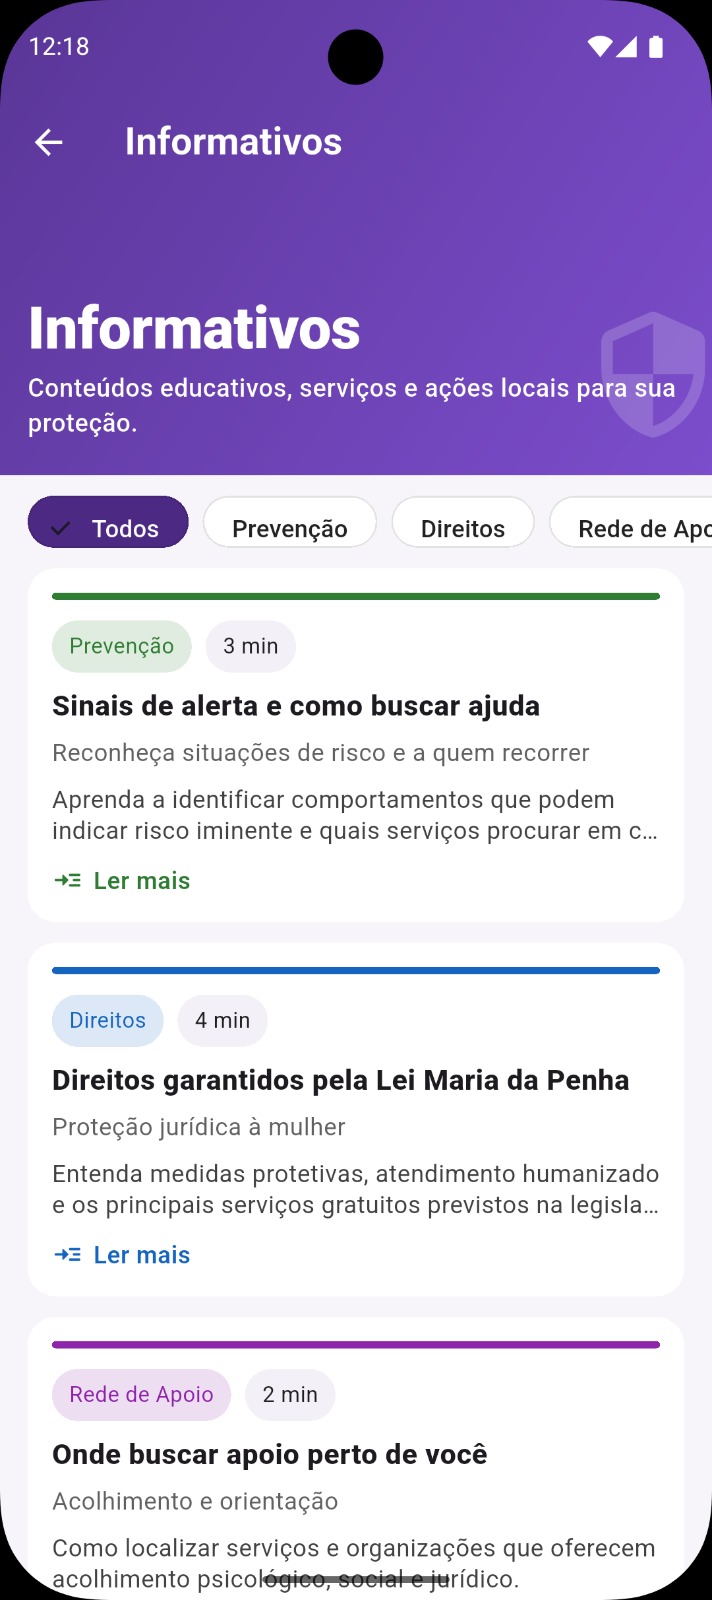 12:18
Informativos
Informativos
Conteúdos educativos, serviços e ações locais para sua
proteção.
Todos Prevenção Direitos Rede de Apo
Prevenção 3 min
Sinais de alerta e como buscar ajuda
Reconheça situações de risco e a quem recorrer
Aprenda a identificar comportamentos que podem
indicar risco iminente e quais serviços procurar em c...
Ler mais
Direitos 4 min
Direitos garantidos pela Lei Maria da Penha
Proteção jurídica à mulher
Entenda medidas protetivas, atendimento humanizado
e os principais serviços gratuitos previstos na legisla...
Ler mais
Rede de Apoio 2 min
Onde buscar apoio perto de você
Acolhimento e orientação
Como localizar serviços e organizações que oferecem
acolhimento psicológico, social e jurídico.